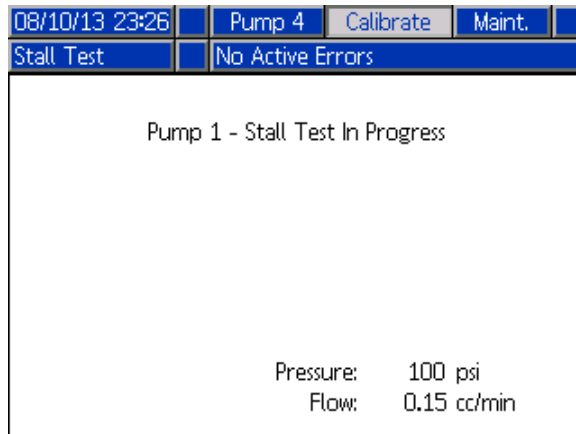 08/10/13 23:26 Pump 4 Calibrate Maint.
Stall Test No Active Errors
Pump 1 - Stall Test In Progress
Pressure: 100 psi
Flow: 0.15 cc/min